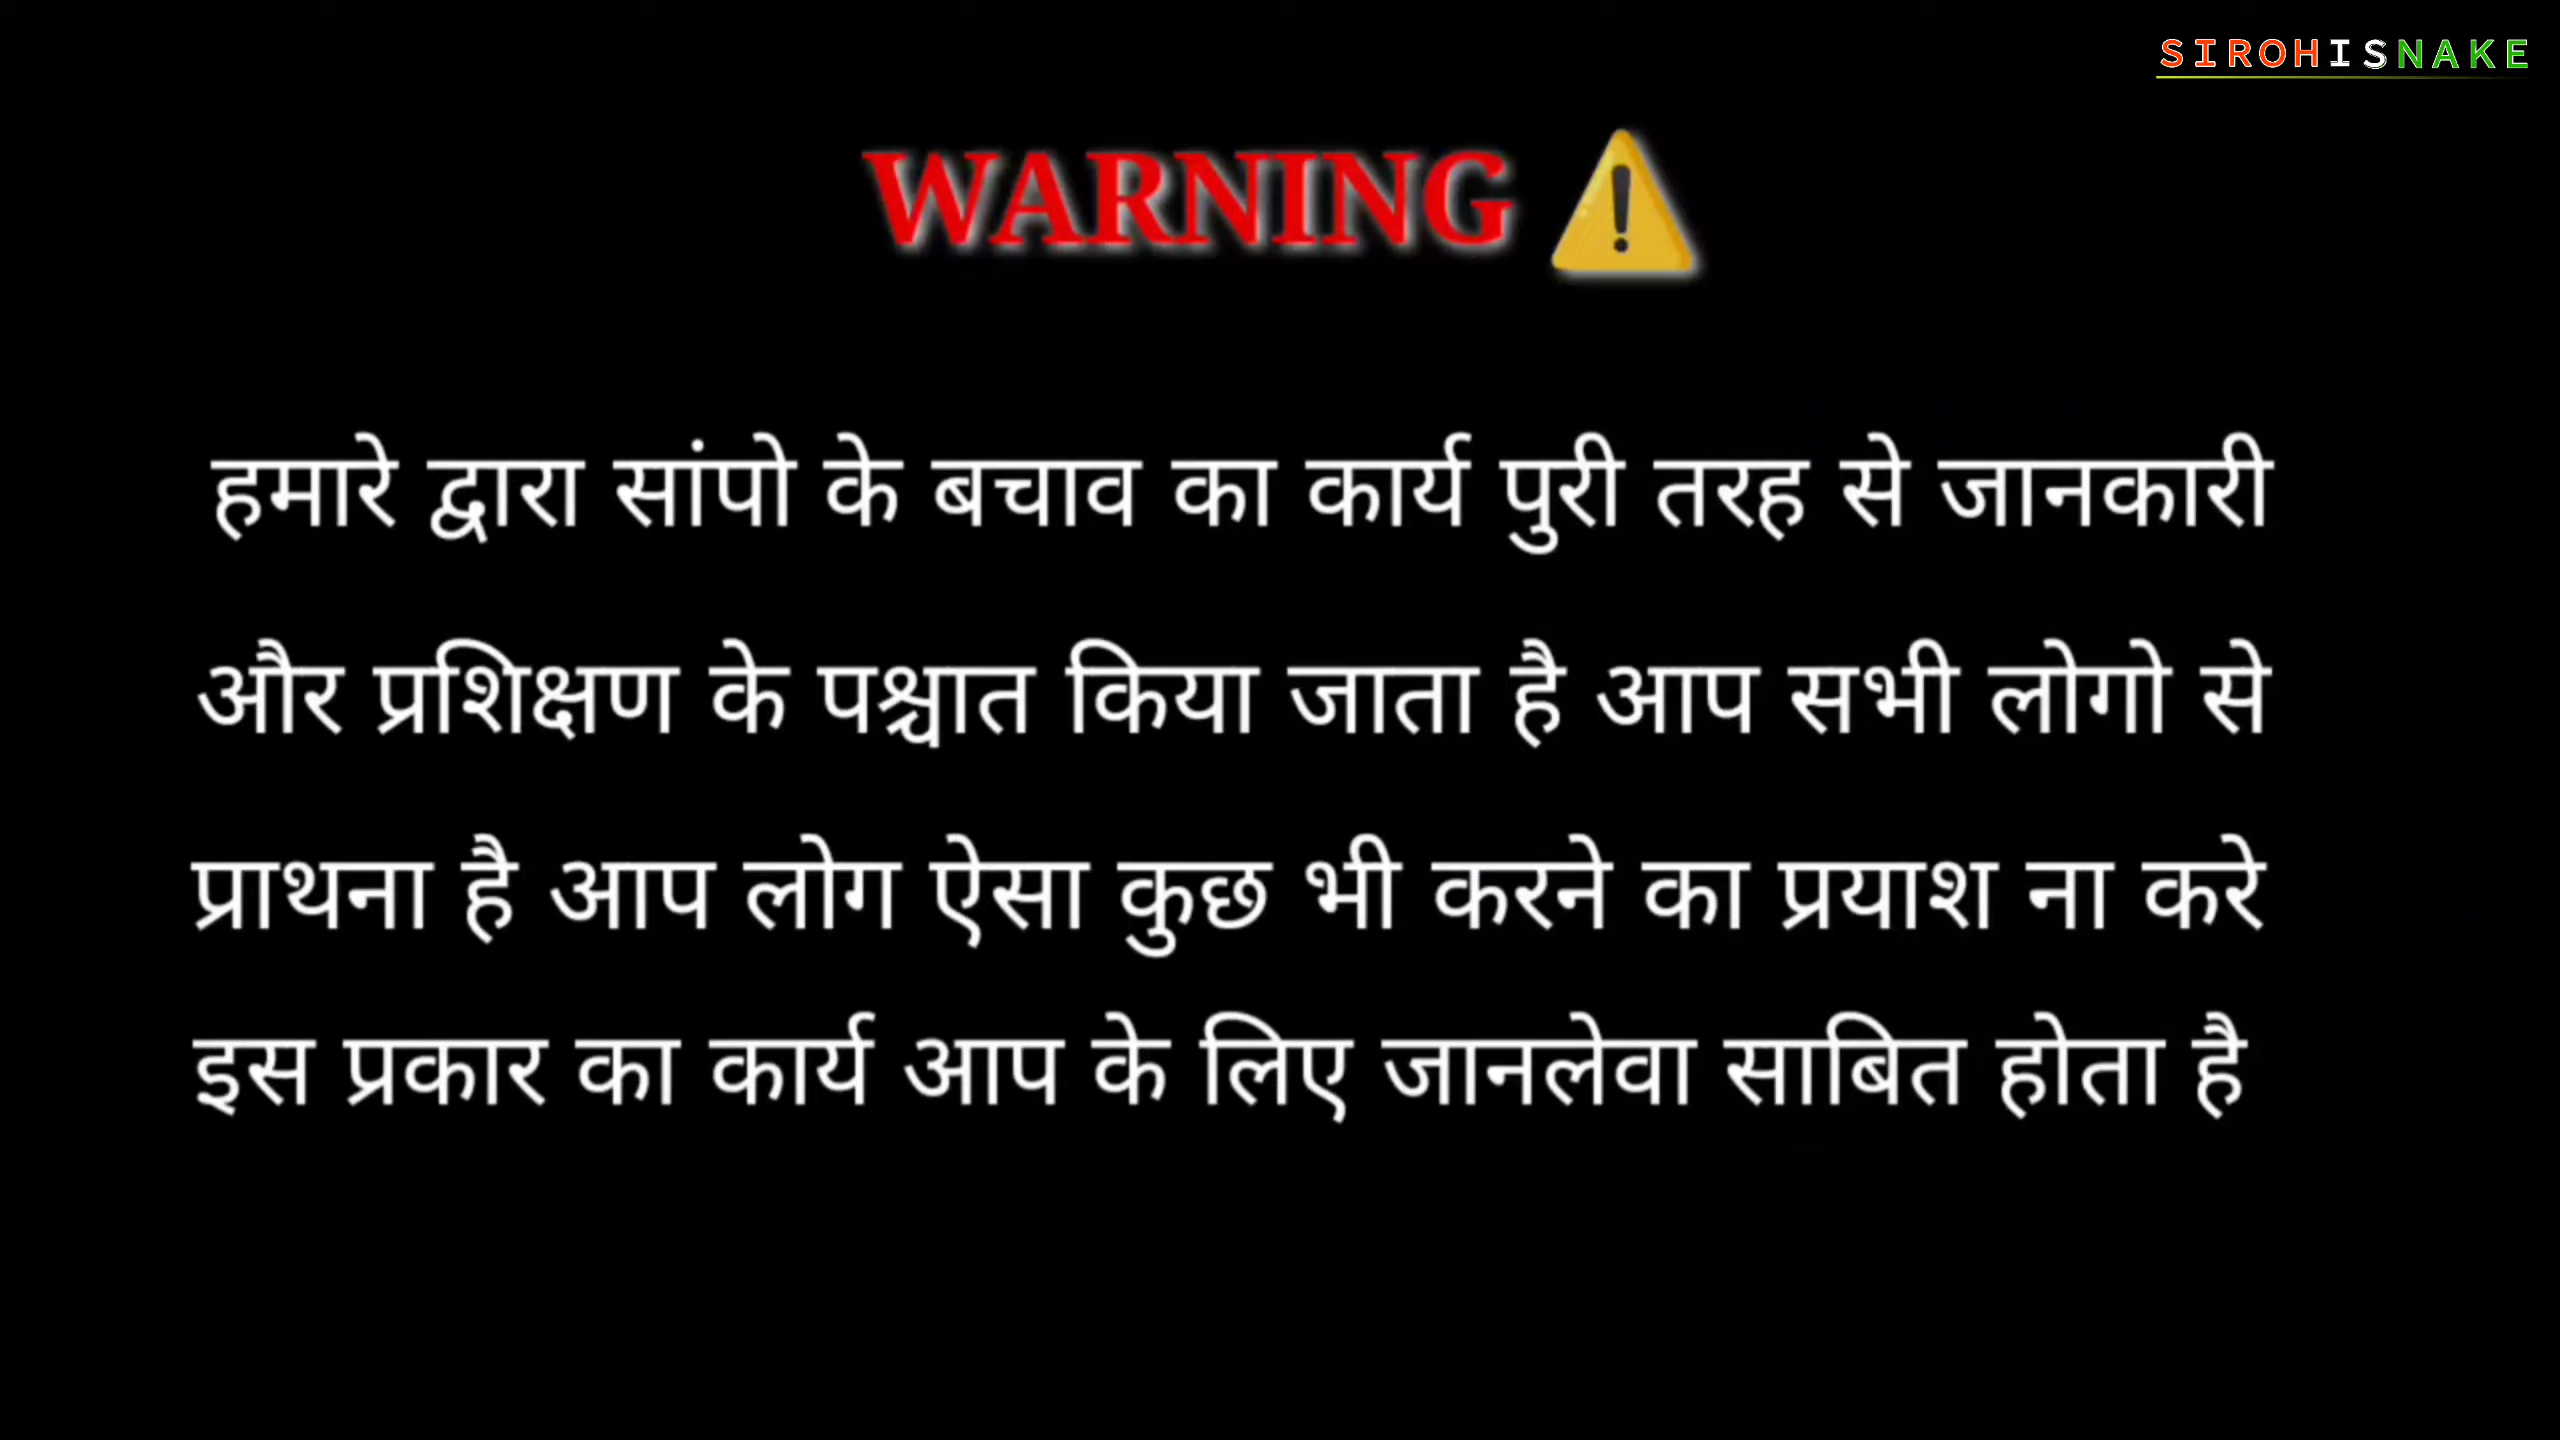 SIROHISNAKE
WARNING ⚠️
हमारे द्वारा सांपो के बचाव का कार्य पुरी तरह से जानकारी
और प्रशिक्षण के पश्चात किया जाता है आप सभी लोगो से
प्राथना है आप लोग ऐसा कुछ भी करने का प्रयाश ना करे
इस प्रकार का कार्य आप के लिए जानलेवा साबित होता है